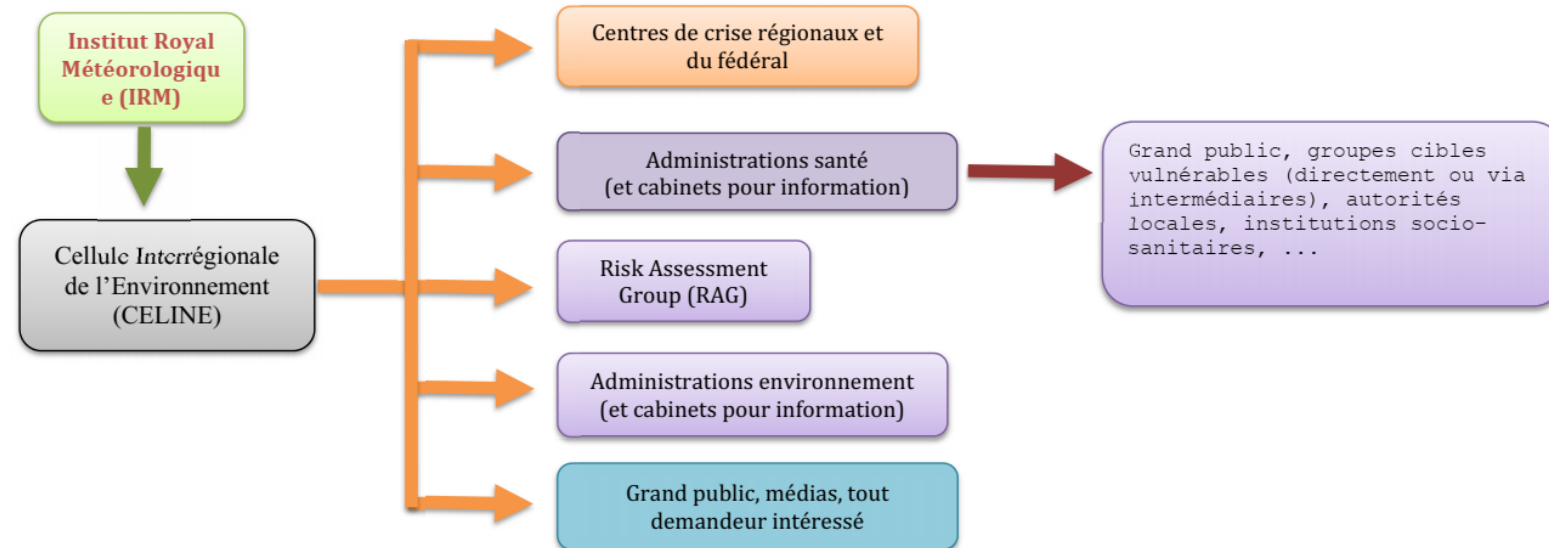 Institut Royal
Météorologiqu
e (IRM)
Cellule Interrégionale
de l’Environnement
(CELINE)
Centres de crise régionaux et
du fédéral
Administrations santé
(et cabinets pour information)
Risk Assessment
Group (RAG)
Administrations environnement
(et cabinets pour information)
Grand public, médias, tout
demandeur intéressé
Grand public, groupes cibles
vulnérables (directement ou via
intermédiaires), autorités
locales, institutions socio-
sanitaires, ...